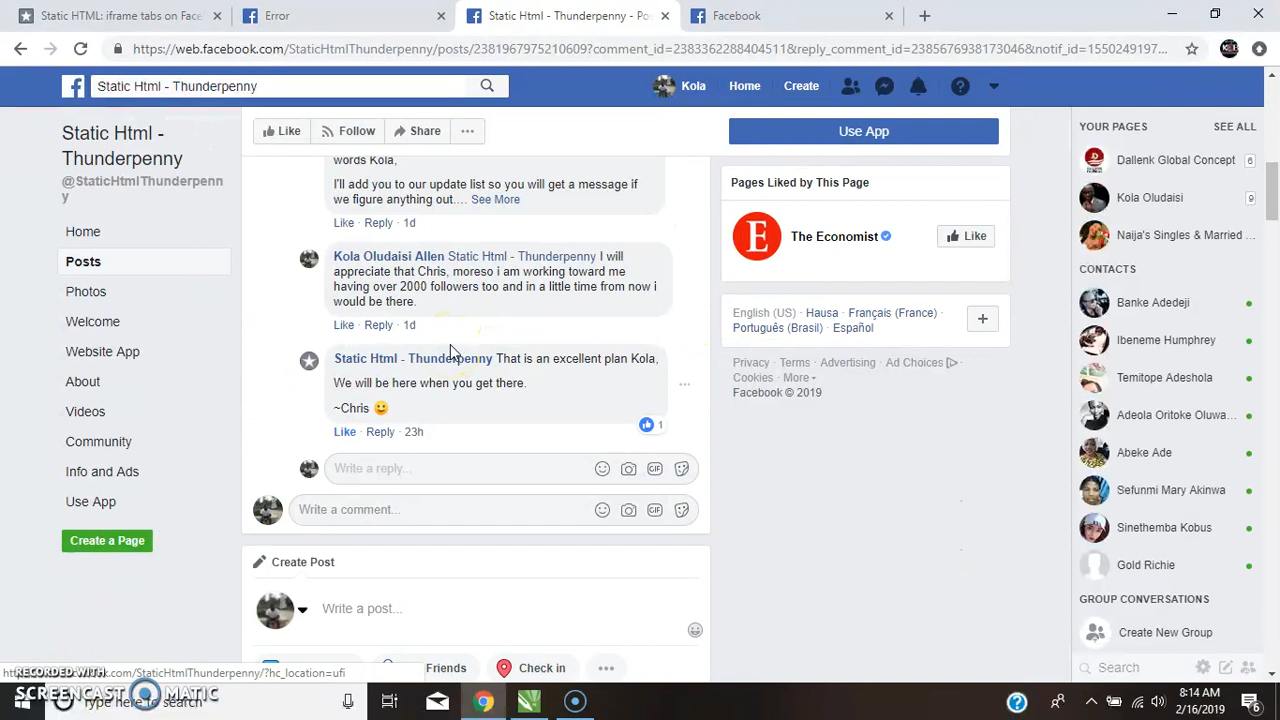 Static HTML: iframe tabs on Face
Error
Static Html - Thunderpenny - Po
Facebook
https://web.facebook.com/StaticHtmlThunderpenny/posts/2381967975210609?comment_id=2383362288404511&reply_comment_id=2385676938173046&notif_id=1550249197...
Static Html - Thunderpenny
Kola
Home
Create
Static Html -
Thunderpenny
@StaticHtmlThunderpenn
y
Home
Posts
Photos
Welcome
Website App
About
Videos
Community
Info and Ads
Use App
Create a Page
Like
Follow
Share
Use App
words Kola,
I'll add you to our update list so you will get a message if
we figure anything out.... See More
Like · Reply · 1d
Kola Oludaisi Allen Static Html - Thunderpenny I will
appreciate that Chris, moreso i am working toward me
having over 2000 followers too and in a little time from now i
would be there.
Like · Reply · 1d
Static Html - Thunderpenny That is an excellent plan Kola,
We will be here when you get there.
~Chris 🙂
1
Like · Reply · 23h
Write a reply...
GIF
Write a comment...
GIF
Create Post
Write a post...
Friends
Check in
Pages Liked by This Page
The Economist
Like
English (US) · Hausa · Français (France) ·
Português (Brasil) · Español
Privacy · Terms · Advertising · Ad Choices
Cookies · More
Facebook © 2019
YOUR PAGES
SEE ALL
Dallenk Global Concept
6
Kola Oludaisi
9
Naija's Singles & Married ...
CONTACTS
Banke Adedeji
Ibeneme Humphrey
Temitope Adeshola
Adeola Oritoke Oluwa...
Abeke Ade
Sefunmi Mary Akinwa
Sinethemba Kobus
Gold Richie
GROUP CONVERSATIONS
Create New Group
Search
k.com/StaticHtmlThunderpenny/?hc_location=ufi
RECORDED WITH
SCREENCAST MATIC
Type here to search
8:14 AM
2/16/2019
6